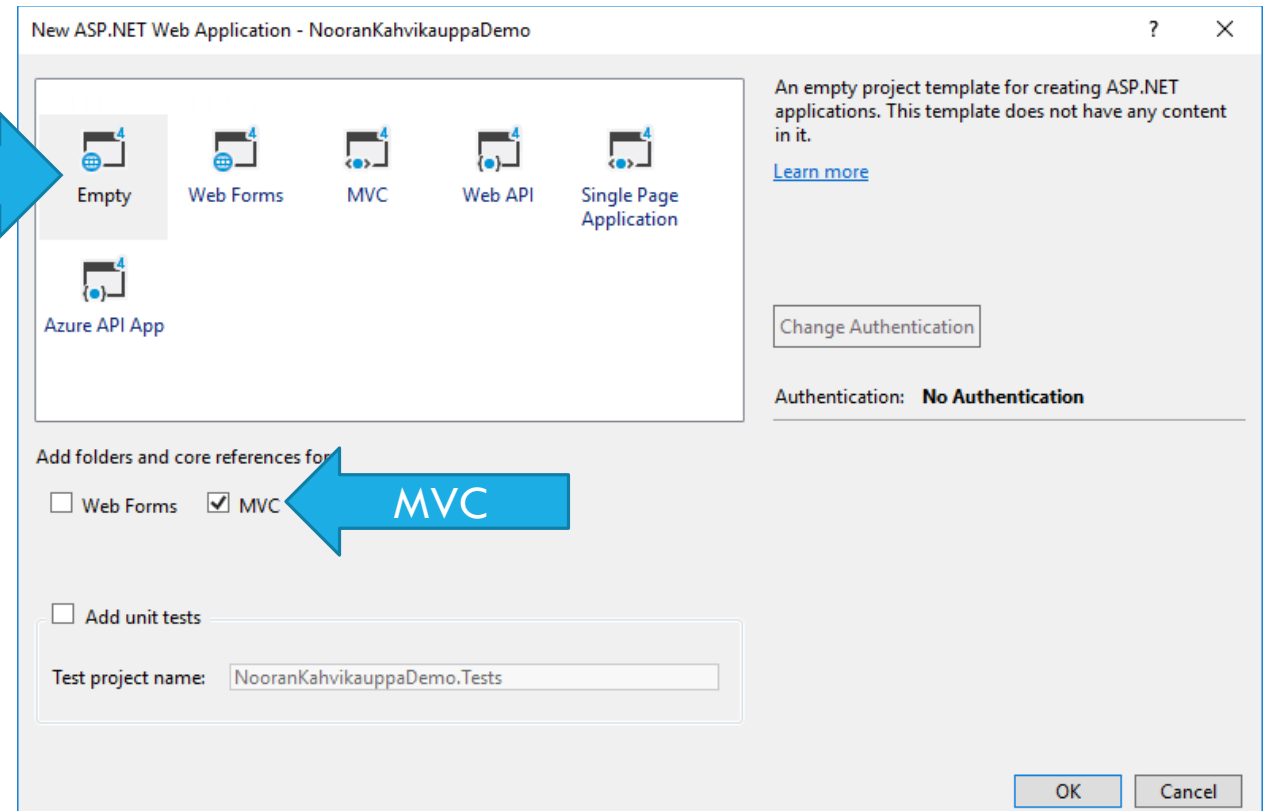 New ASP.NET Web Application - NooranKahvikauppaDemo
?
4
4
4
4
4
Empty
Web Forms
MVC
Web API
Single Page
Application
4
Azure API App
An empty project template for creating ASP.NET
applications. This template does not have any content
in it.
Learn more
Change Authentication
Authentication: No Authentication
Add folders and core references for
Web Forms
MVC
MVC
Add unit tests
Test project name:
NooranKahvikauppaDemo.Tests
OK
Cancel